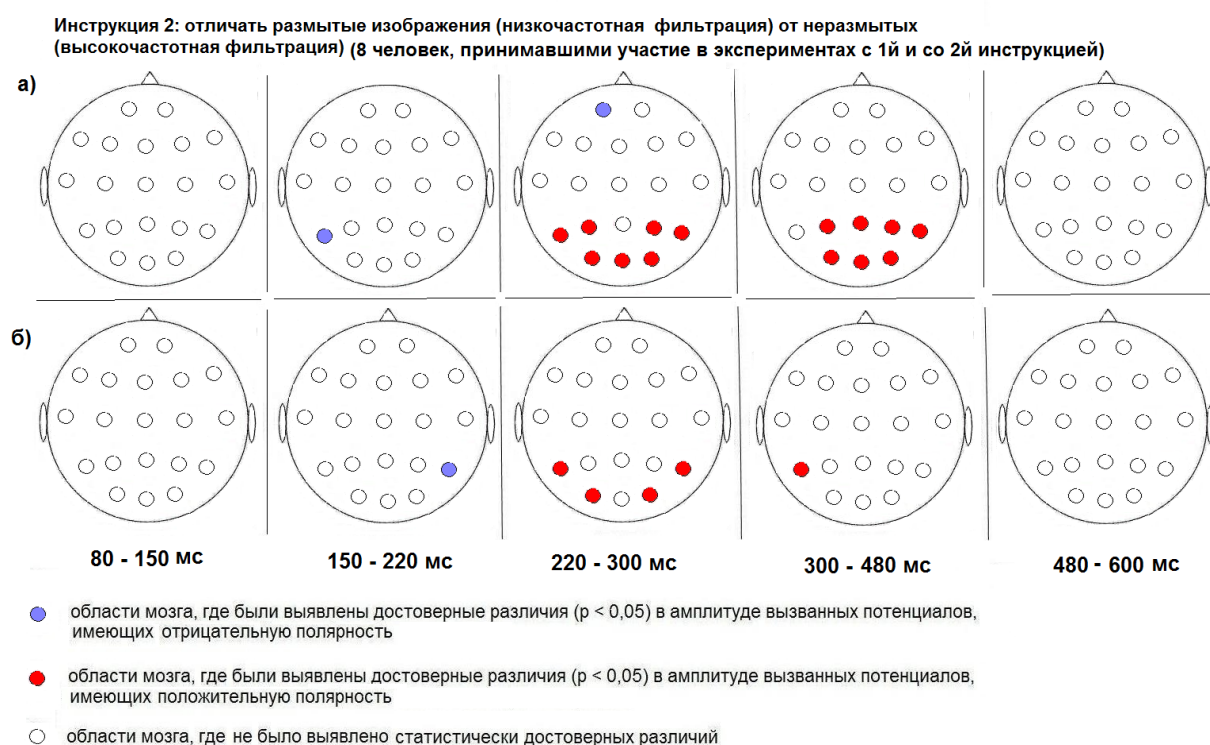 Инструкция 2: отличать размытые изображения (низкочастотная фильтрация) от неразмытых
(высокочастотная фильтрация) (8 человек, принимавшими участие в экспериментах с 1й и со 2й инструкцией)
а)
б)
80 - 150 мс
150 - 220 мс
220 - 300 мс
300 - 480 мс
480 - 600 мс
области мозга, где были выявлены достоверные различия (p < 0,05) в амплитуде вызванных потенциалов,
имеющих отрицательную полярность
области мозга, где были выявлены достоверные различия (p < 0,05) в амплитуде вызванных потенциалов,
имеющих положительную полярность
области мозга, где не было выявлено статистически достоверных различий